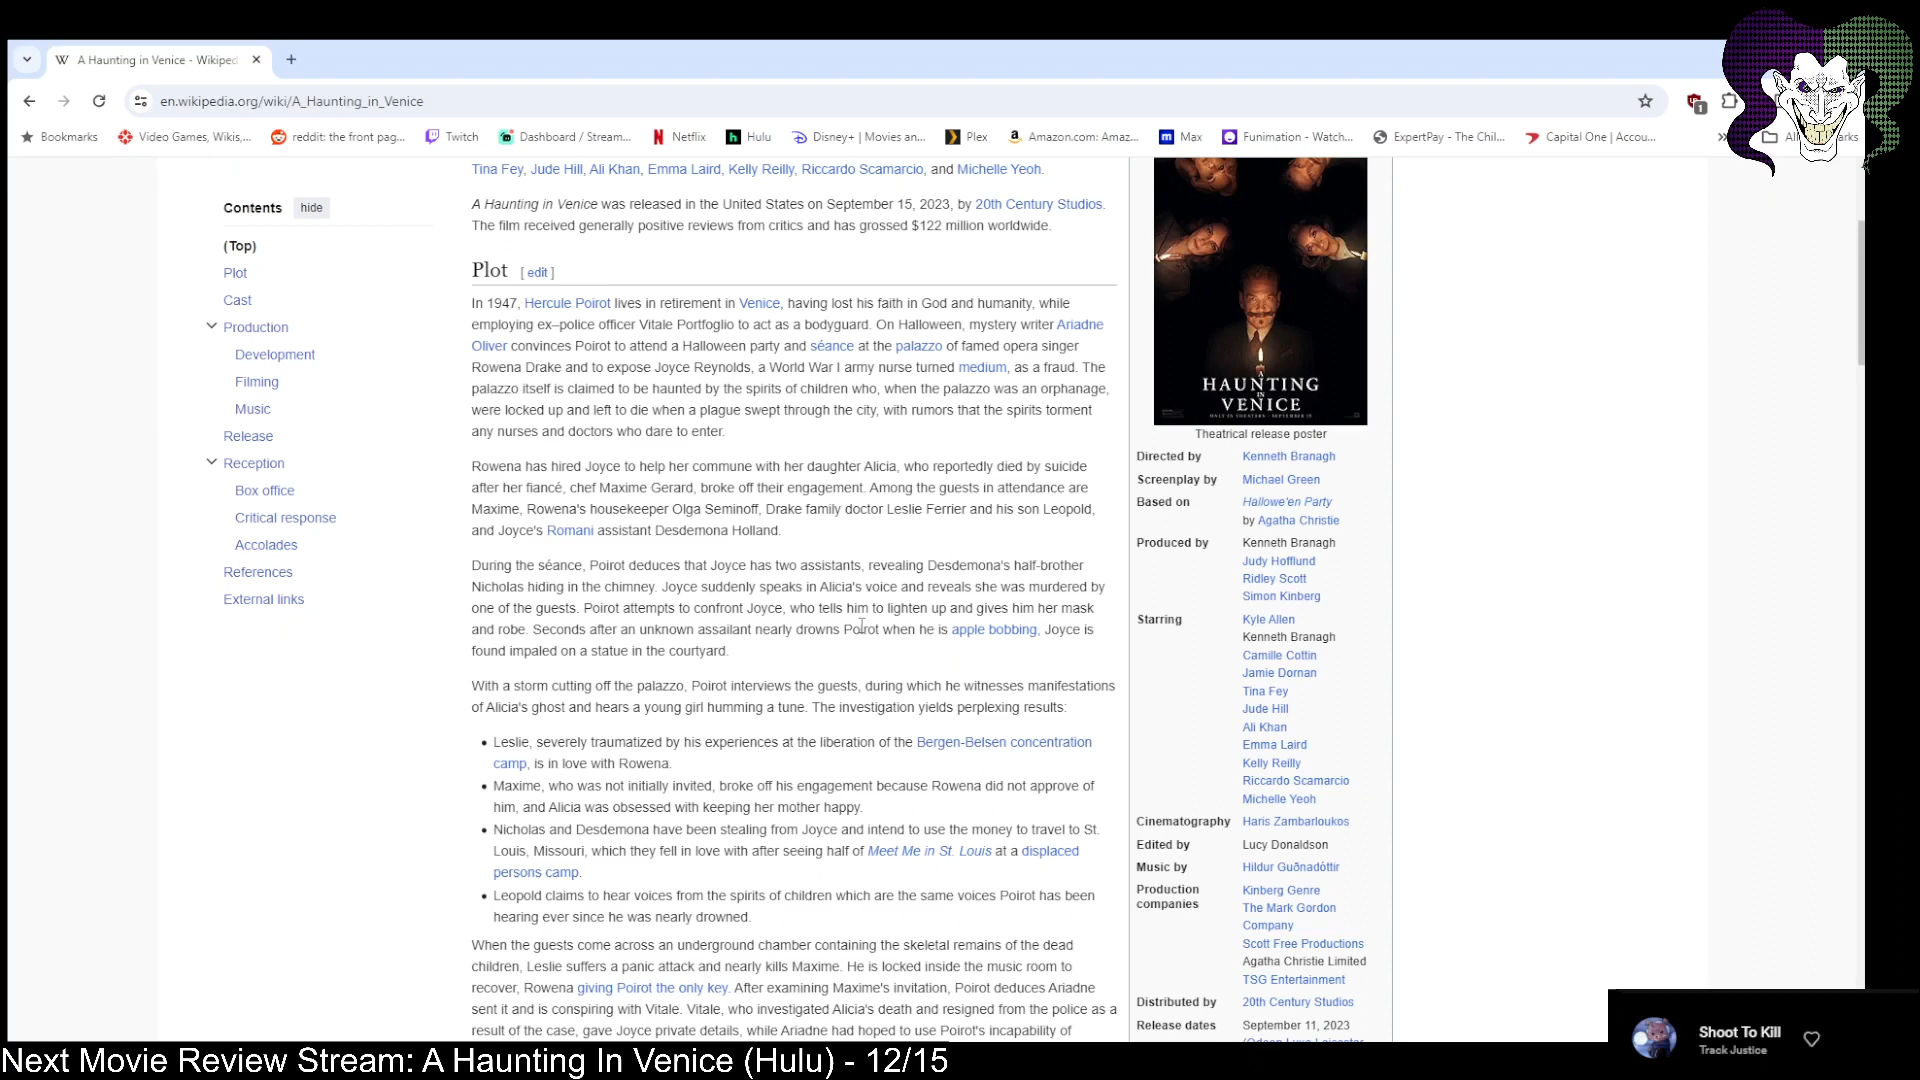 A Haunting in Venice - Wikiped
en.wikipedia.org/wiki/A_Haunting_in_Venice
1
Bookmarks
Video Games, Wikis,...
reddit: the front pag...
Twitch
Dashboard / Stream...
Netflix
Hulu
Disney+ | Movies an...
Plex
Amazon.com: Amaz...
Max
Funimation - Watch...
ExpertPay - The Chil...
Capital One | Accou...
Contents hide
(Top)
Plot
Cast
Production
Development
Filming
Music
Release
Reception
Box office
Critical response
Accolades
References
External links
Tina Fey, Jude Hill, Ali Khan, Emma Laird, Kelly Reilly, Riccardo Scamarcio, and Michelle Yeoh.
A Haunting in Venice was released in the United States on September 15, 2023, by 20th Century Studios.
The film received generally positive reviews from critics and has grossed $122 million worldwide.
Plot [ edit ]
In 1947, Hercule Poirot lives in retirement in Venice, having lost his faith in God and humanity, while
employing ex–police officer Vitale Portfoglio to act as a bodyguard. On Halloween, mystery writer Ariadne
Oliver convinces Poirot to attend a Halloween party and séance at the palazzo of famed opera singer
Rowena Drake and to expose Joyce Reynolds, a World War I army nurse turned medium, as a fraud. The
palazzo itself is claimed to be haunted by the spirits of children who, when the palazzo was an orphanage,
were locked up and left to die when a plague swept through the city, with rumors that the spirits torment
any nurses and doctors who dare to enter.
Rowena has hired Joyce to help her commune with her daughter Alicia, who reportedly died by suicide
after her fiancé, chef Maxime Gerard, broke off their engagement. Among the guests in attendance are
Maxime, Rowena's housekeeper Olga Seminoff, Drake family doctor Leslie Ferrier and his son Leopold,
and Joyce's Romani assistant Desdemona Holland.
During the séance, Poirot deduces that Joyce has two assistants, revealing Desdemona's half-brother
Nicholas hiding in the chimney. Joyce suddenly speaks in Alicia's voice and reveals she was murdered by
one of the guests. Poirot attempts to confront Joyce, who tells him to lighten up and gives him her mask
and robe. Seconds after an unknown assailant nearly drowns Poirot when he is apple bobbing, Joyce is
found impaled on a statue in the courtyard.
With a storm cutting off the palazzo, Poirot interviews the guests, during which he witnesses manifestations
of Alicia's ghost and hears a young girl humming a tune. The investigation yields perplexing results:
• Leslie, severely traumatized by his experiences at the liberation of the Bergen-Belsen concentration
camp, is in love with Rowena.
• Maxime, who was not initially invited, broke off his engagement because Rowena did not approve of
him, and Alicia was obsessed with keeping her mother happy.
• Nicholas and Desdemona have been stealing from Joyce and intend to use the money to travel to St.
Louis, Missouri, which they fell in love with after seeing half of Meet Me in St. Louis at a displaced
persons camp.
• Leopold claims to hear voices from the spirits of children which are the same voices Poirot has been
hearing ever since he was nearly drowned.
When the guests come across an underground chamber containing the skeletal remains of the dead
children, Leslie suffers a panic attack and nearly kills Maxime. He is locked inside the music room to
recover, Rowena giving Poirot the only key. After examining Maxime's invitation, Poirot deduces Ariadne
sent it and is conspiring with Vitale. Vitale, who investigated Alicia's death and resigned from the police as a
result of the case, gave Joyce private details, while Ariadne had hoped to use Poirot's incapability of
A
HAUNTING
IN
VENICE
ONLY IN THEATERS SEPTEMBER 15
Theatrical release poster
Directed by Kenneth Branagh
Screenplay by Michael Green
Based on Hallowe'en Party
by Agatha Christie
Produced by Kenneth Branagh
Judy Hofflund
Ridley Scott
Simon Kinberg
Starring Kyle Allen
Kenneth Branagh
Camille Cottin
Jamie Dornan
Tina Fey
Jude Hill
Ali Khan
Emma Laird
Kelly Reilly
Riccardo Scamarcio
Michelle Yeoh
Cinematography Haris Zambarloukos
Edited by Lucy Donaldson
Music by Hildur Guðnadóttir
Production Kinberg Genre
companies The Mark Gordon
Company
Scott Free Productions
Agatha Christie Limited
TSG Entertainment
Distributed by 20th Century Studios
Release dates September 11, 2023
Shoot To Kill
Track Justice
Next Movie Review Stream: A Haunting In Venice (Hulu) - 12/15